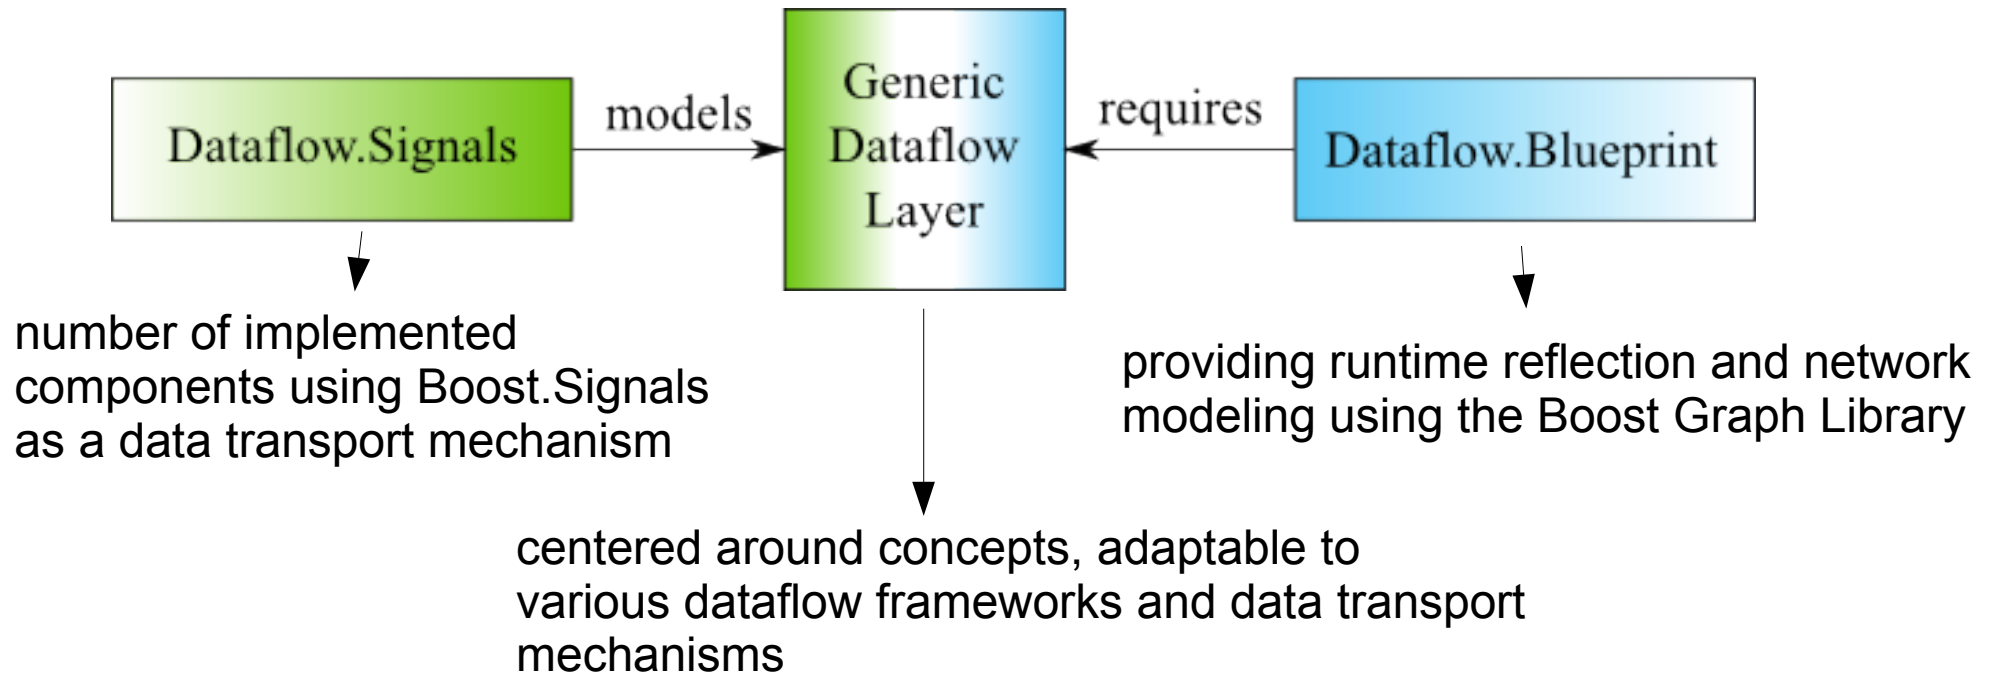 Dataflow.Signals
models
Generic
Dataflow
Layer
requires
Dataflow.Blueprint
number of implemented
components using Boost.Signals
as a data transport mechanism
providing runtime reflection and network
modeling using the Boost Graph Library
centered around concepts, adaptable to
various dataflow frameworks and data transport
mechanisms